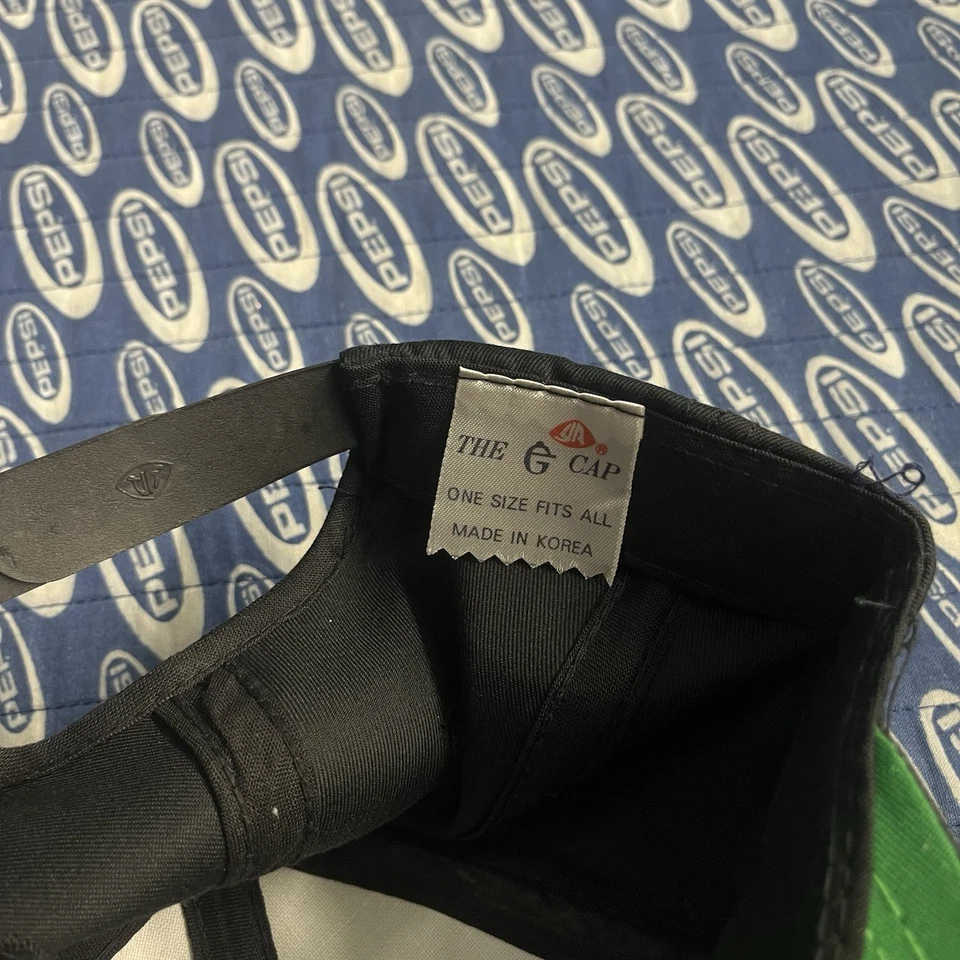 THE G CAP
ONE SIZE FITS ALL
MADE IN KOREA
PEPSI